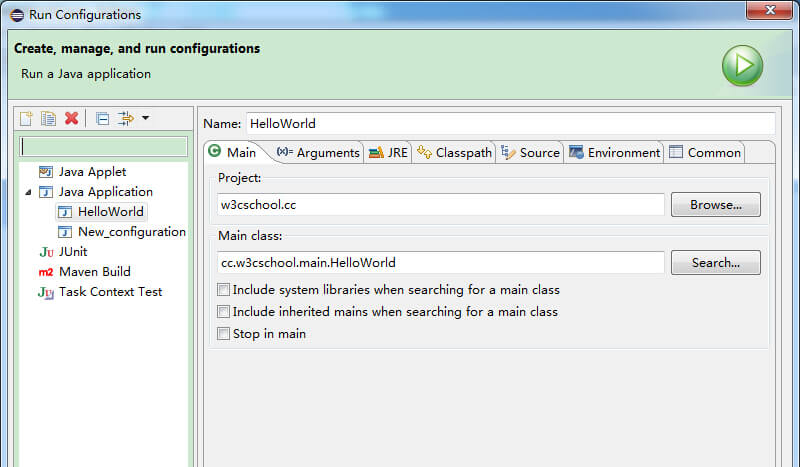 Run Configurations
Create, manage, and run configurations
Run a Java application
Name: HelloWorld
Java Applet
Java Application
HelloWorld
New_configuration
JUnit
m2 Maven Build
Task Context Test
Main (x)= Arguments JRE Classpath Source Environment Common
Project:
w3cschool.cc Browse...
Main class:
cc.w3cschool.main.HelloWorld Search...
Include system libraries when searching for a main class
Include inherited mains when searching for a main class
Stop in main